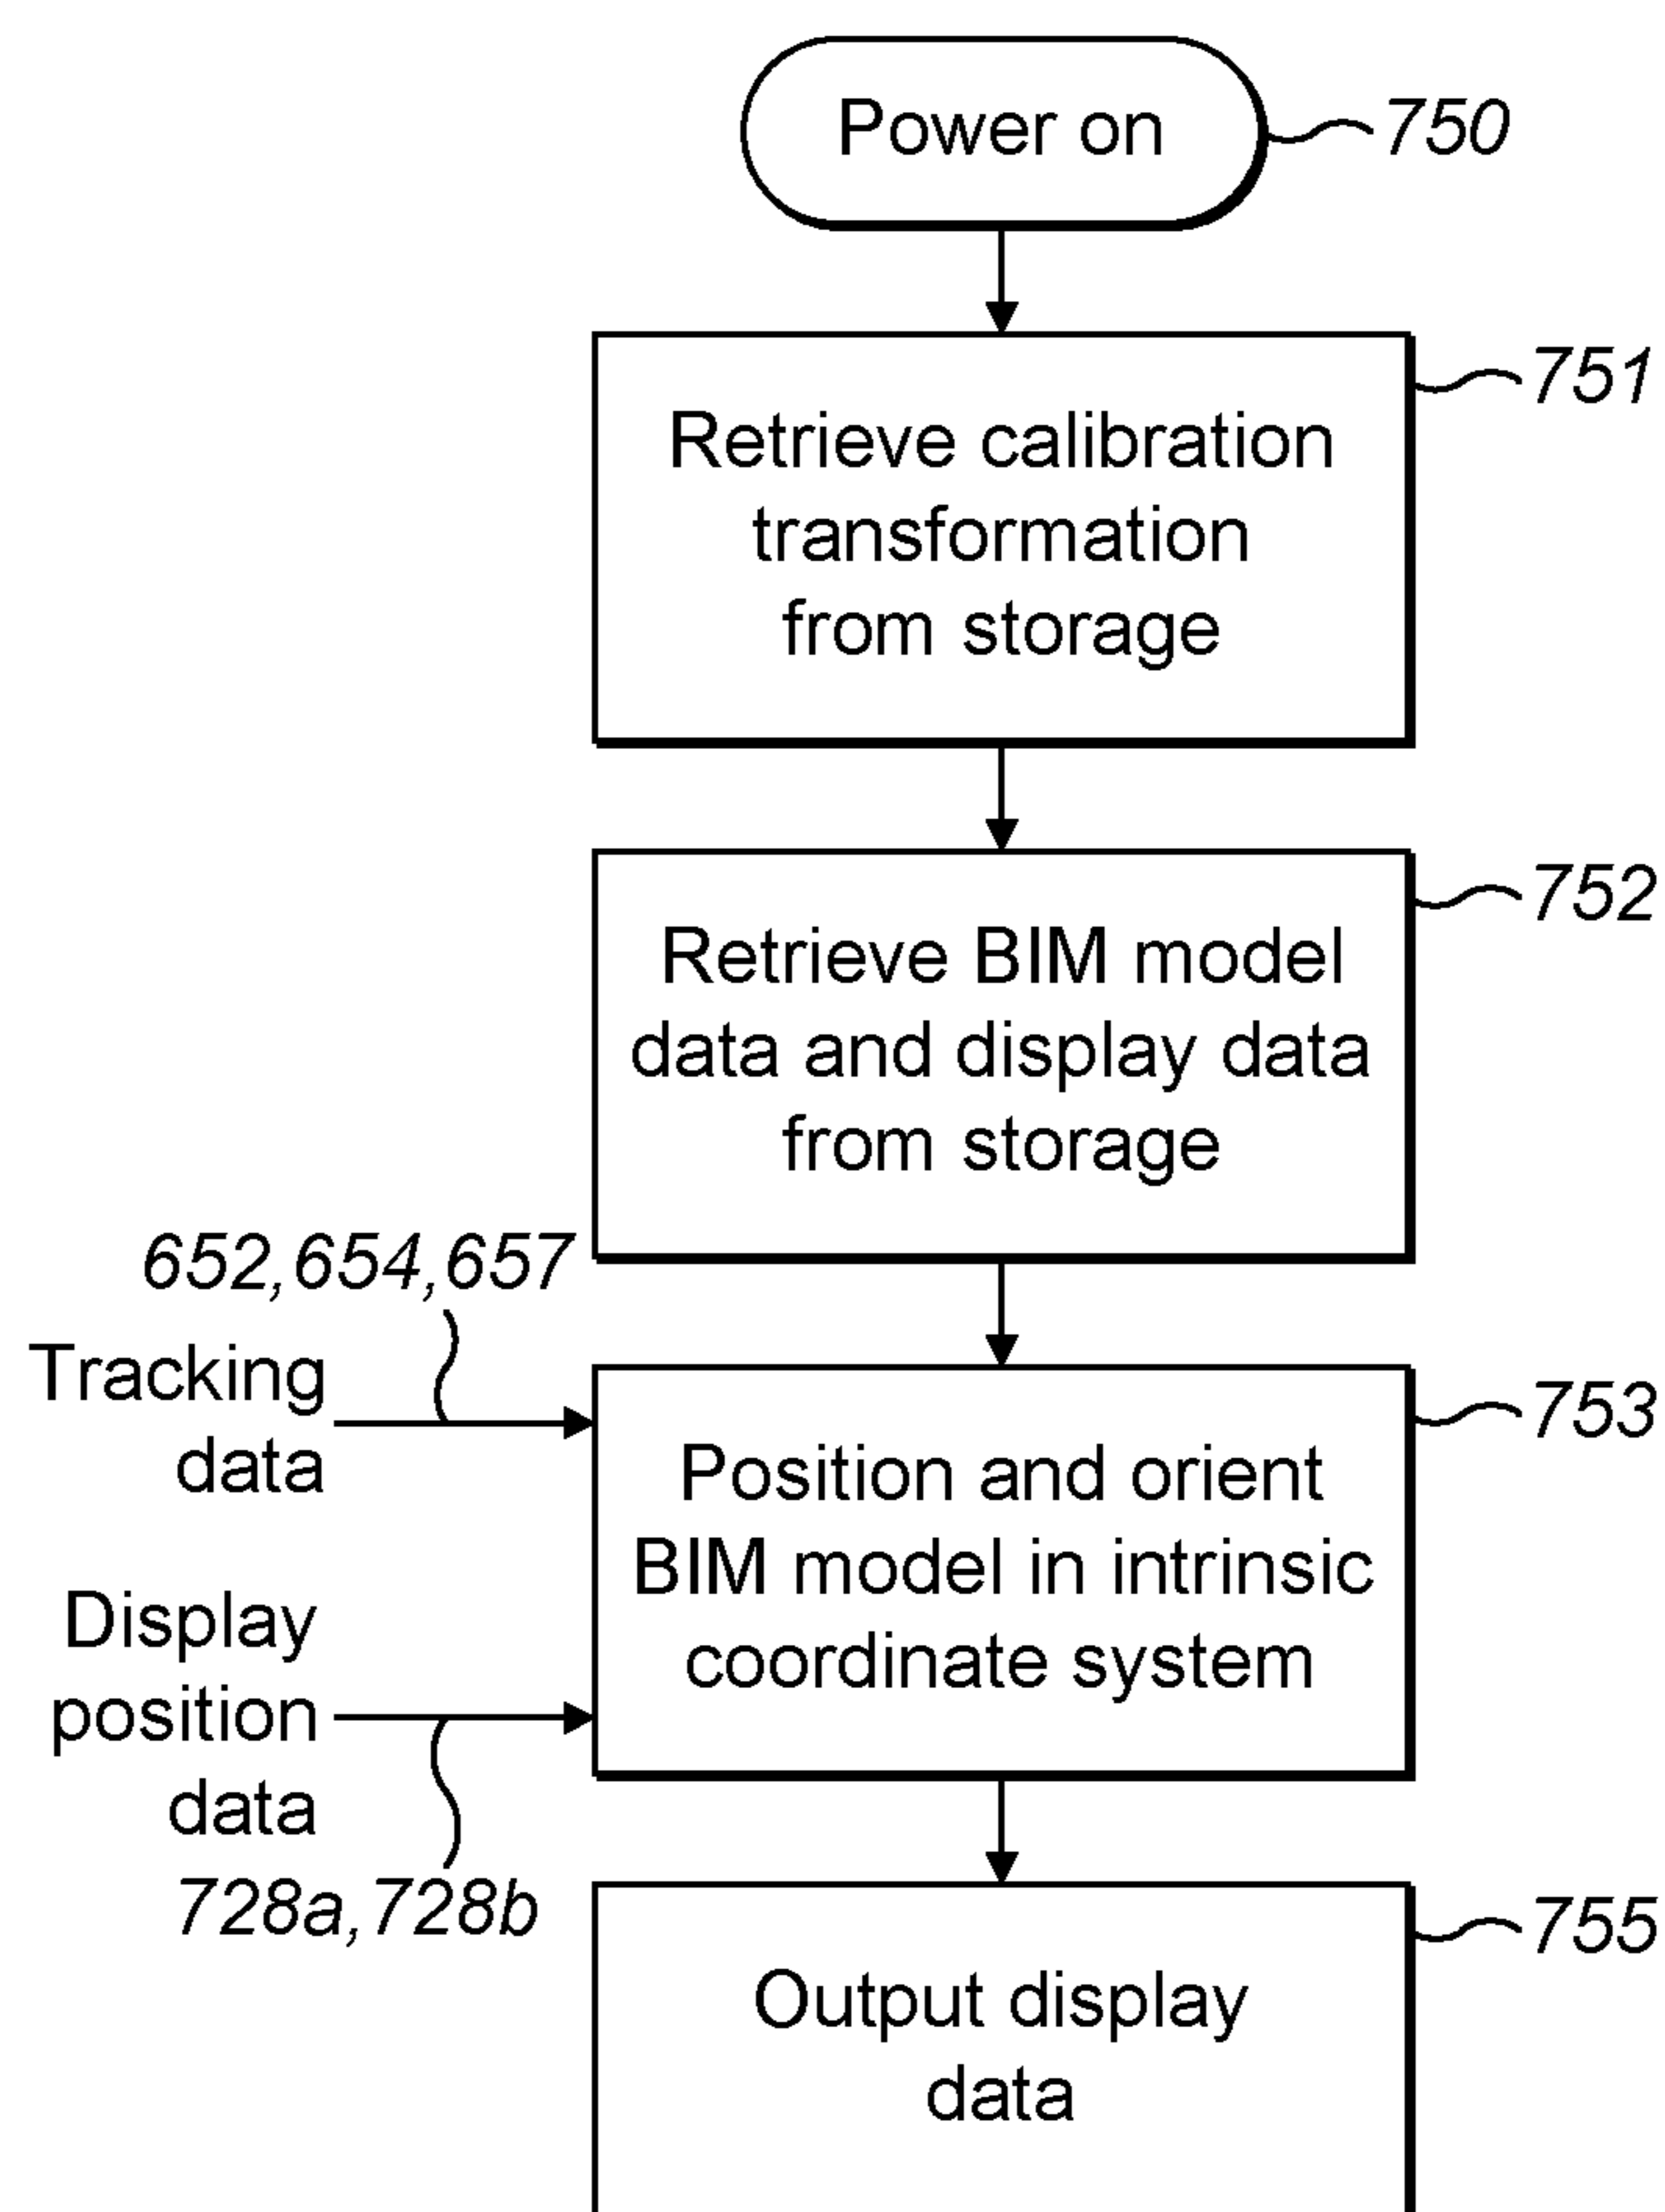 Power on
750
Retrieve calibration
transformation
from storage
751
Retrieve BIM model
data and display data
from storage
752
652,654,657
Tracking
data
Position and orient
BIM model in intrinsic
coordinate system
753
Display
position
data
728a,728b
Output display
data
755